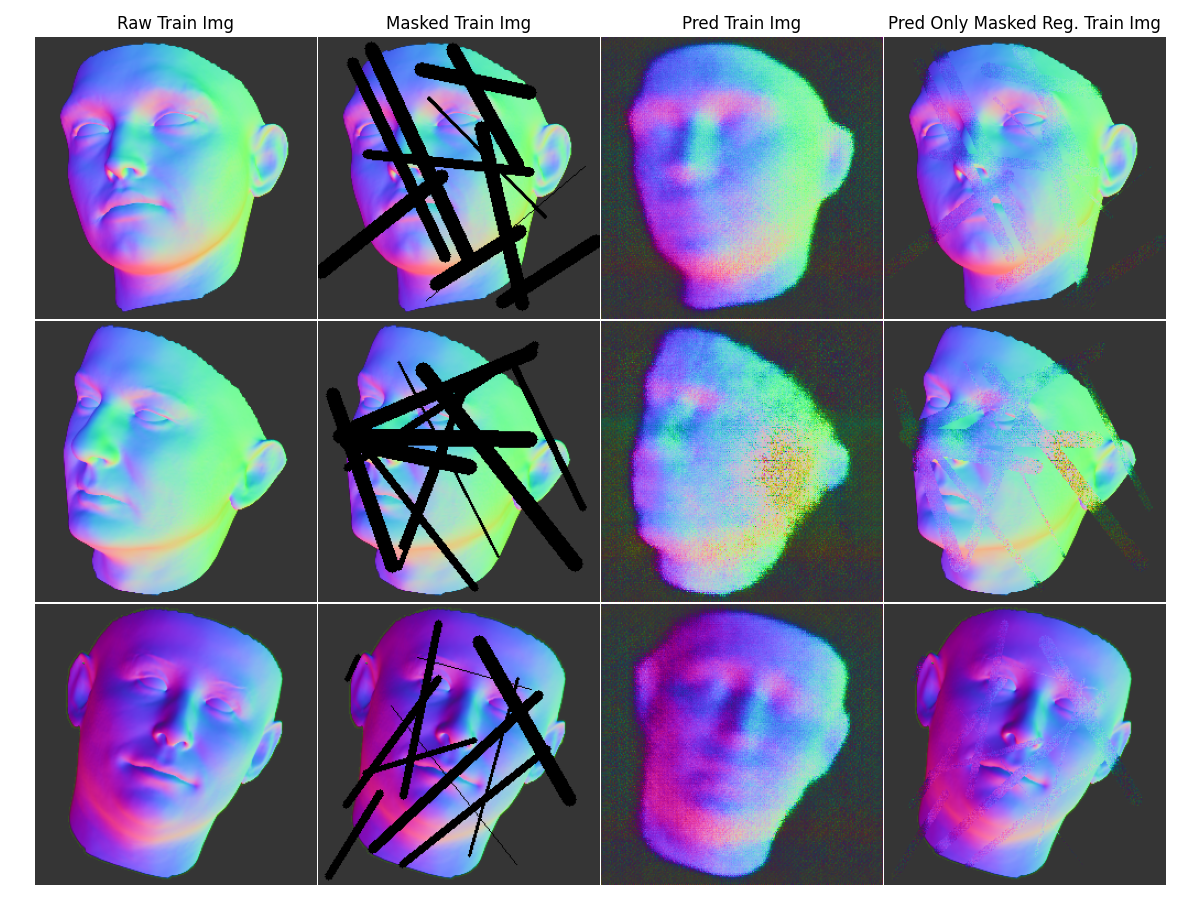 Raw Train Img
Masked Train Img
Pred Train Img
Pred Only Masked Reg. Train Img